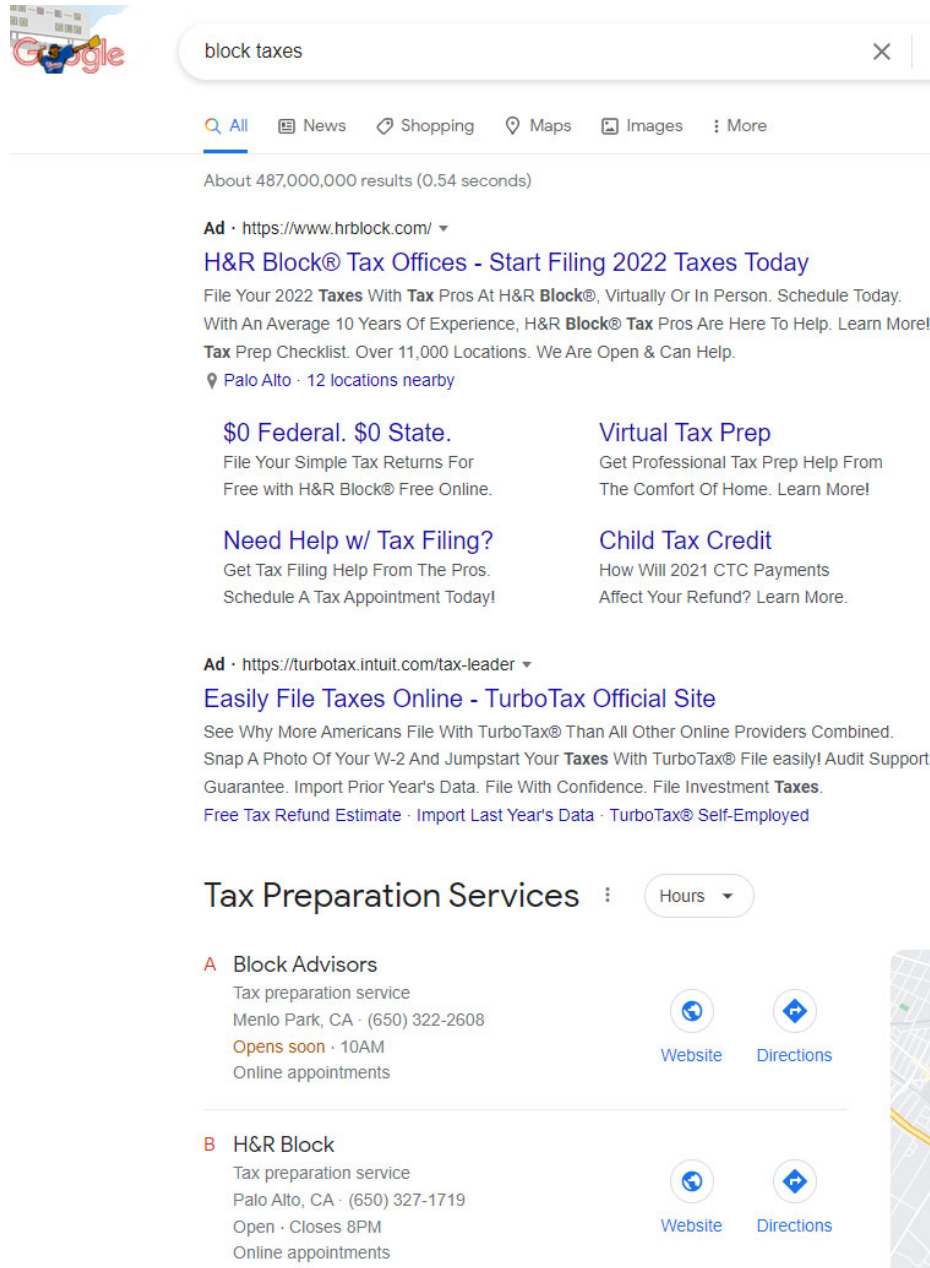 Google
block taxes
All News Shopping Maps Images More
About 487,000,000 results (0.54 seconds)
Ad · https://www.hrblock.com/
H&R Block® Tax Offices - Start Filing 2022 Taxes Today
File Your 2022 Taxes With Tax Pros At H&R Block®, Virtually Or In Person. Schedule Today.
With An Average 10 Years Of Experience, H&R Block® Tax Pros Are Here To Help. Learn More!
Tax Prep Checklist. Over 11,000 Locations. We Are Open & Can Help.
Palo Alto · 12 locations nearby
$0 Federal. $0 State.
File Your Simple Tax Returns For
Free with H&R Block® Free Online.
Virtual Tax Prep
Get Professional Tax Prep Help From
The Comfort Of Home. Learn More!
Need Help w/ Tax Filing?
Get Tax Filing Help From The Pros.
Schedule A Tax Appointment Today!
Child Tax Credit
How Will 2021 CTC Payments
Affect Your Refund? Learn More.
Ad · https://turbotax.intuit.com/tax-leader
Easily File Taxes Online - TurboTax Official Site
See Why More Americans File With TurboTax® Than All Other Online Providers Combined.
Snap A Photo Of Your W-2 And Jumpstart Your Taxes With TurboTax® File easily! Audit Support
Guarantee. Import Prior Year's Data. File With Confidence. File Investment Taxes.
Free Tax Refund Estimate · Import Last Year's Data · TurboTax® Self-Employed
Tax Preparation Services Hours
A Block Advisors
Tax preparation service
Menlo Park, CA · (650) 322-2608
Opens soon · 10AM
Online appointments
Website Directions
B H&R Block
Tax preparation service
Palo Alto, CA · (650) 327-1719
Open · Closes 8PM
Online appointments
Website Directions